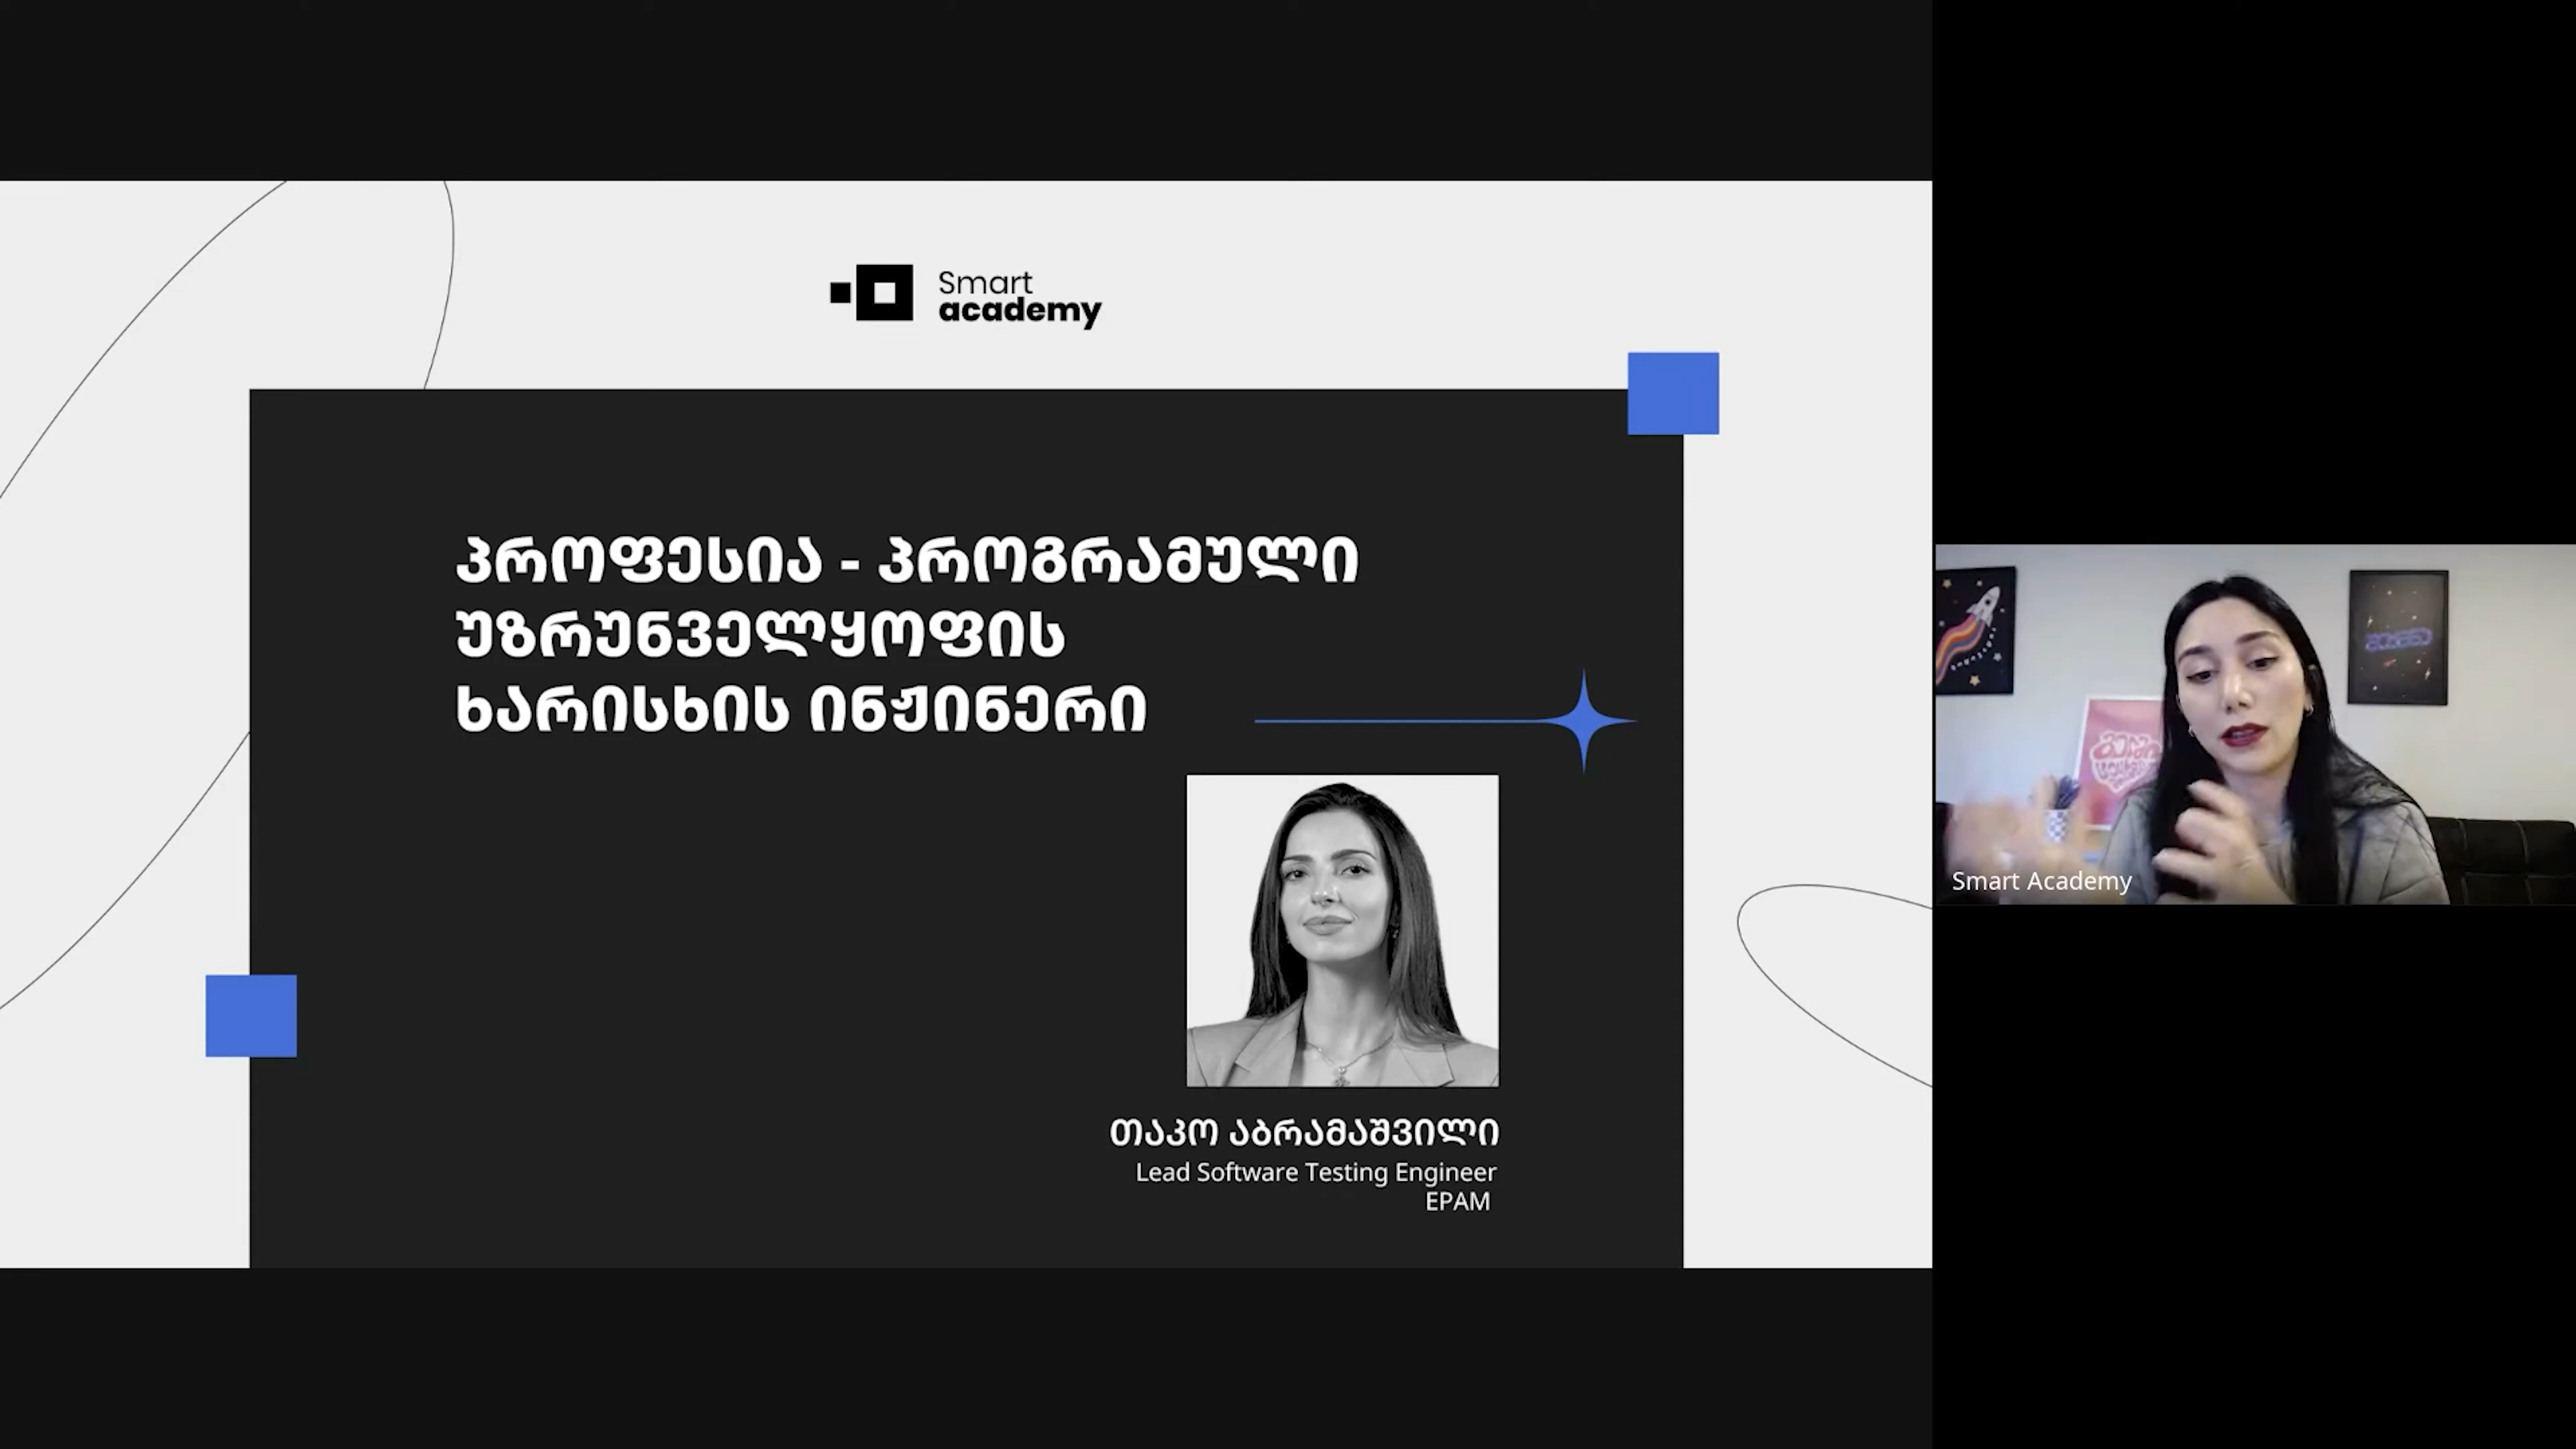 Smart
academy
პროფესია - პროგრამული
უზრუნველყოფის
ხარისხის ინჟინერი
თაკო აბრამაშვილი
Lead Software Testing Engineer
EPAM
Smart Academy